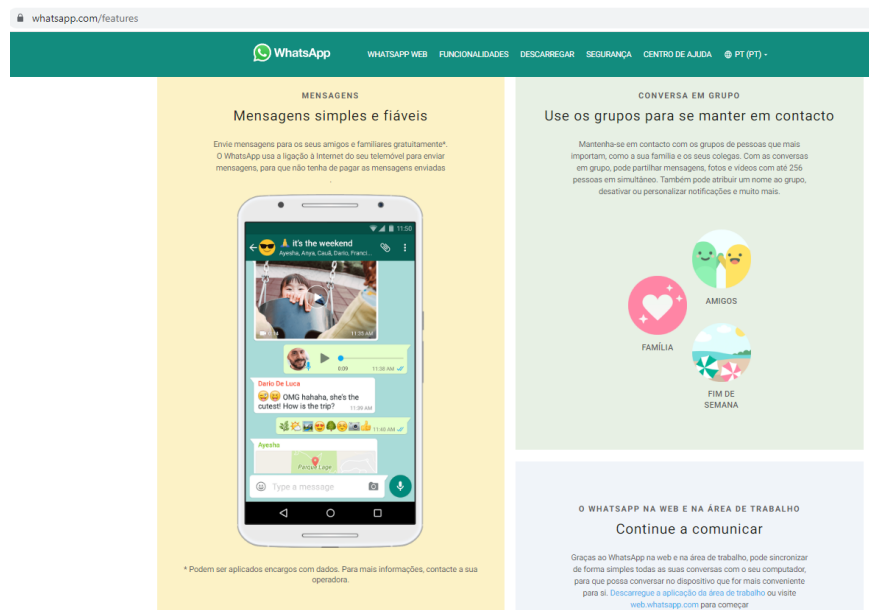 whatsapp.com/features
WhatsApp
WHATSAPP WEB FUNCIONALIDADES DESCARREGAR SEGURANÇA CENTRO DE AJUDA PT (PT)
MENSAGENS
Mensagens simples e fiáveis
Envie mensagens para os seus amigos e familiares gratuitamente*.
O WhatsApp usa a ligação à Internet do seu telemóvel para enviar
mensagens, para que não tenha de pagar as mensagens enviadas
.
11:50
🙏 it's the weekend
Ayesha, Anya, Cauã, Dario, Franci...
0:14 11:35 AM
0:09 11:38 AM
Dario De Luca
OMG hahaha, she's the
cutest! How is the trip? 11:39 AM
11:40 AM
Ayesha
Parque Lage
Type a message
* Podem ser aplicados encargos com dados. Para mais informações, contacte a sua
operadora.
CONVERSA EM GRUPO
Use os grupos para se manter em contacto
Mantenha-se em contacto com os grupos de pessoas que mais
importam, como a sua família e os seus colegas. Com as conversas
em grupo, pode partilhar mensagens, fotos e vídeos com até 256
pessoas em simultâneo. Também pode atribuir um nome ao grupo,
desativar ou personalizar notificações e muito mais.
AMIGOS
FAMÍLIA
FIM DE
SEMANA
O WHATSAPP NA WEB E NA ÁREA DE TRABALHO
Continue a comunicar
Graças ao WhatsApp na web e na área de trabalho, pode sincronizar
de forma simples todas as suas conversas com o seu computador,
para que possa conversar no dispositivo que for mais conveniente
para si. Descarregue a aplicação da área de trabalho ou visite
web.whatsapp.com para começar